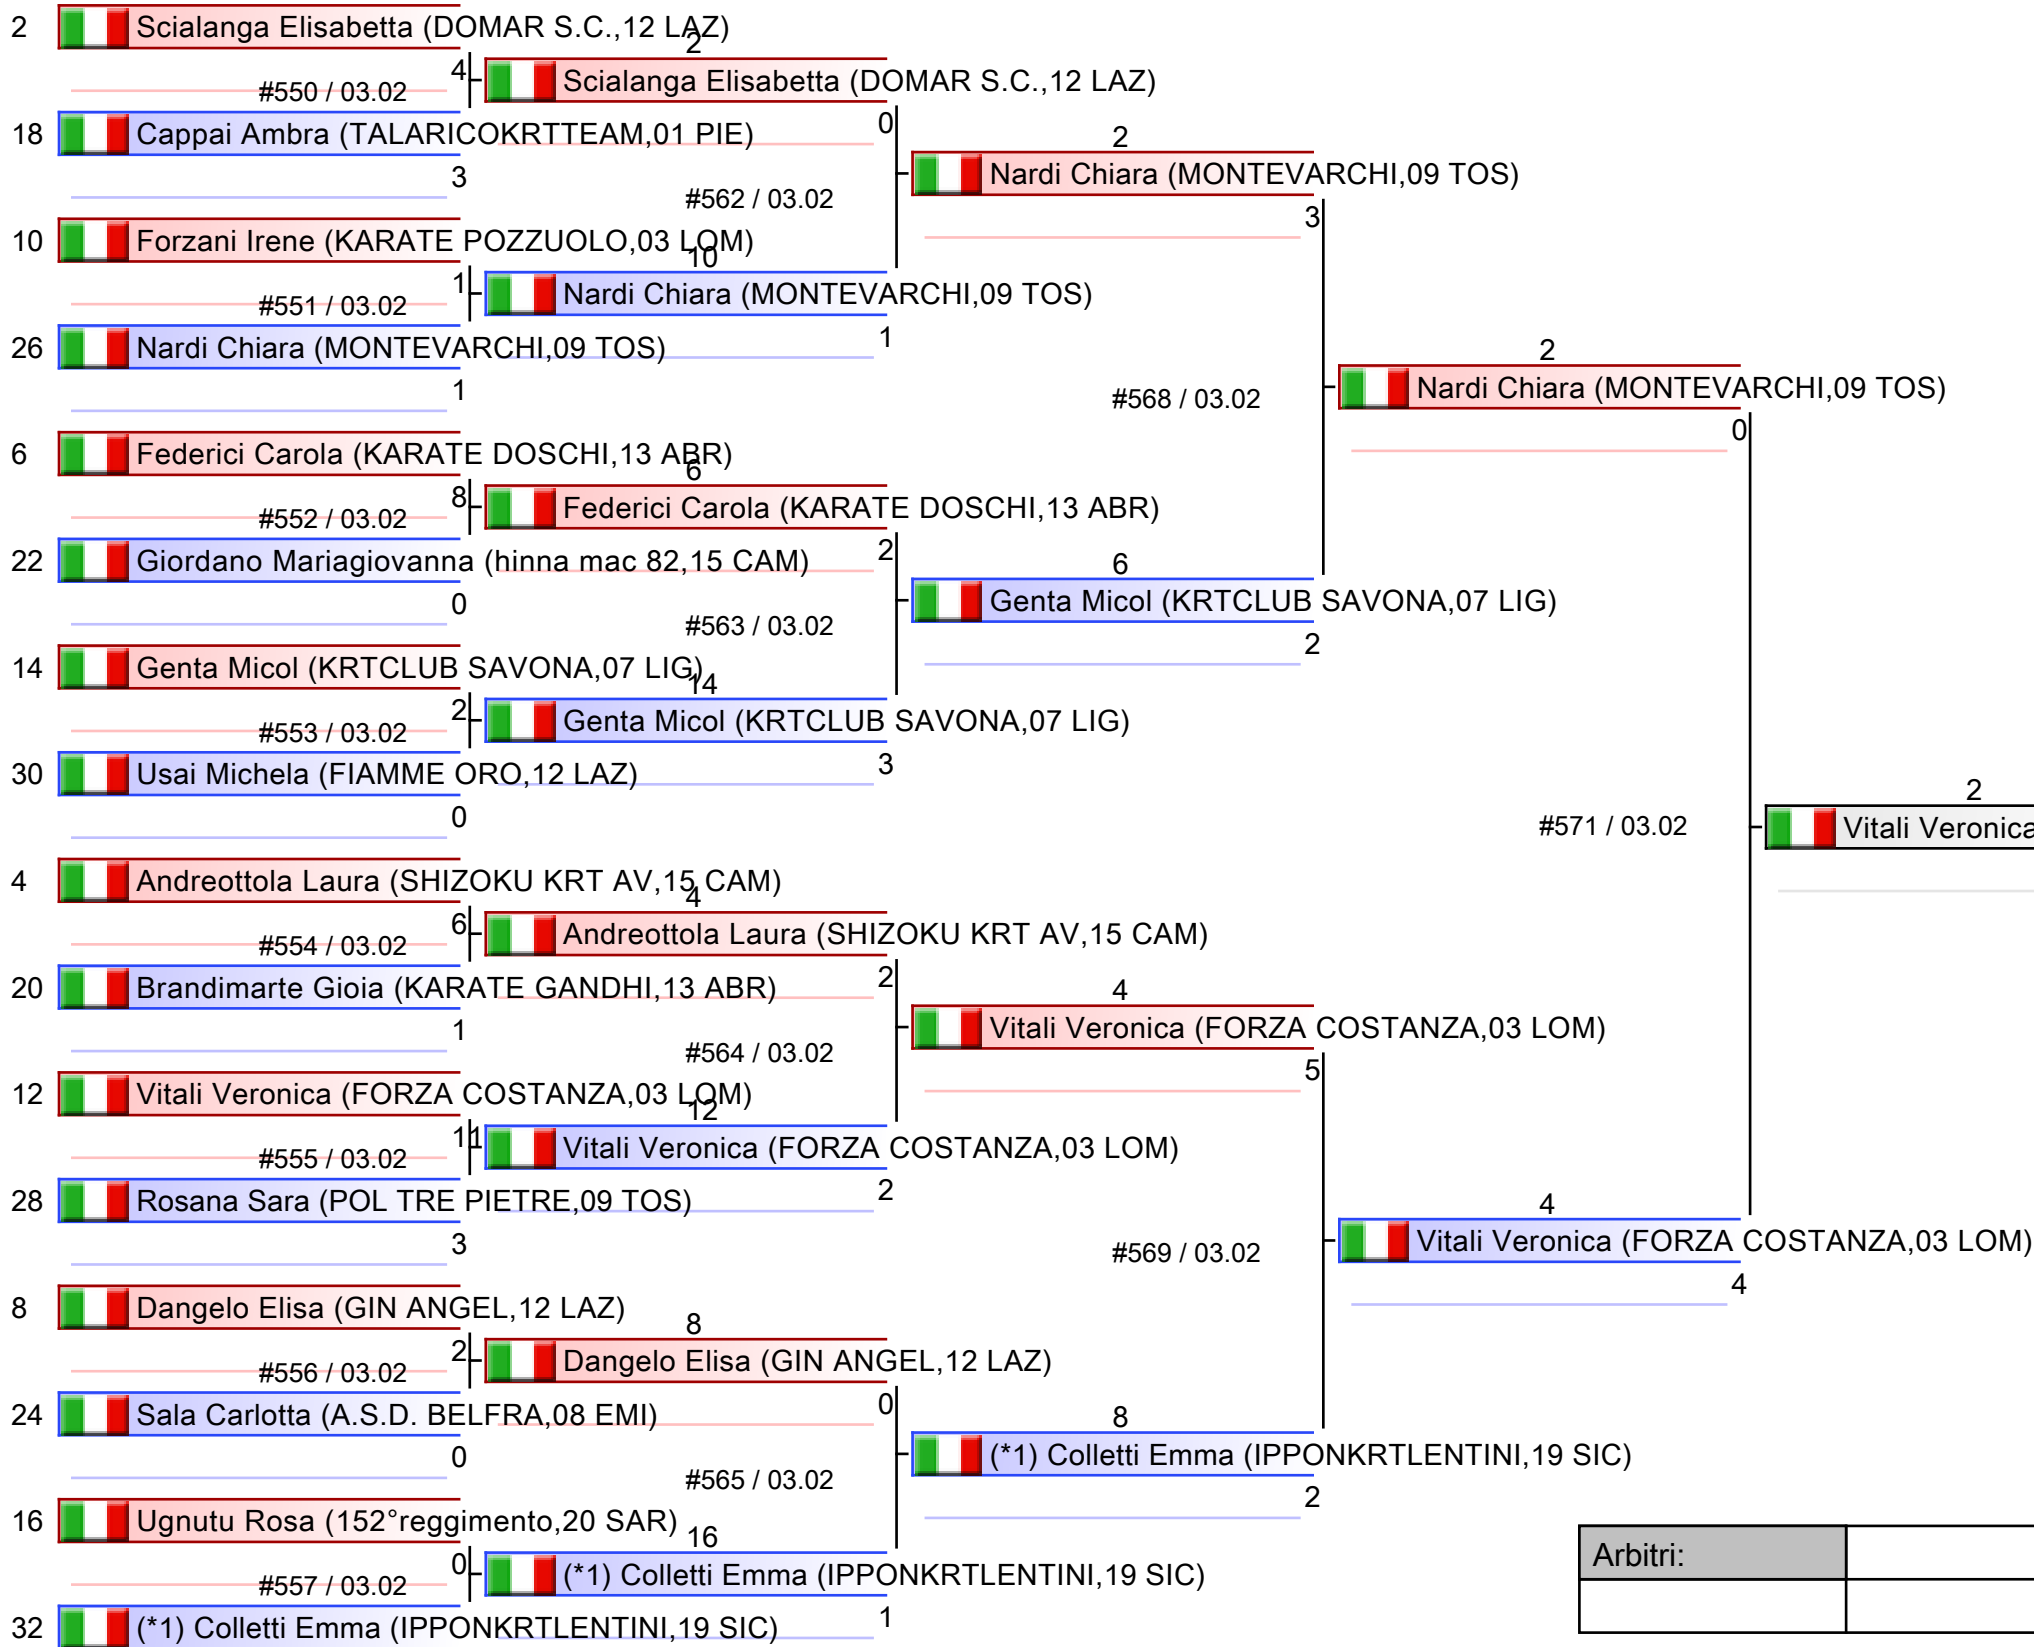 2 Scialanga Elisabetta (DOMAR S.C.,12 LAZ)
2
4 Scialanga Elisabetta (DOMAR S.C.,12 LAZ)
#550 / 03.02
18 Cappai Ambra (TALARICOKRTTEAM,01 PIE)
0
2
3
Nardi Chiara (MONTEVARCHI,09 TOS)
#562 / 03.02
3
10 Forzani Irene (KARATE POZZUOLO,03 LOM)
10
1 Nardi Chiara (MONTEVARCHI,09 TOS)
#551 / 03.02
26 Nardi Chiara (MONTEVARCHI,09 TOS)
1
2
1
Nardi Chiara (MONTEVARCHI,09 TOS)
#568 / 03.02
0
6 Federici Carola (KARATE DOSCHI,13 ABR)
6
8 Federici Carola (KARATE DOSCHI,13 ABR)
#552 / 03.02
22 Giordano Mariagiovanna (hinna mac 82,15 CAM)
2
6
0
Genta Micol (KRTCLUB SAVONA,07 LIG)
#563 / 03.02
2
14 Genta Micol (KRTCLUB SAVONA,07 LIG)
14
2 Genta Micol (KRTCLUB SAVONA,07 LIG)
#553 / 03.02
30 Usai Michela (FIAMME ORO,12 LAZ)
3
2
0
#571 / 03.02
Vitali Veronica
4 Andreottola Laura (SHIZOKU KRT AV,15 CAM)
4
6 Andreottola Laura (SHIZOKU KRT AV,15 CAM)
#554 / 03.02
20 Brandimarte Gioia (KARATE GANDHI,13 ABR)
2
4
1
Vitali Veronica (FORZA COSTANZA,03 LOM)
#564 / 03.02
5
12 Vitali Veronica (FORZA COSTANZA,03 LOM)
12
11 Vitali Veronica (FORZA COSTANZA,03 LOM)
#555 / 03.02
28 Rosana Sara (POL TRE PIETRE,09 TOS)
2
4
3
Vitali Veronica (FORZA COSTANZA,03 LOM)
#569 / 03.02
4
8 Dangelo Elisa (GIN ANGEL,12 LAZ)
8
2 Dangelo Elisa (GIN ANGEL,12 LAZ)
#556 / 03.02
24 Sala Carlotta (A.S.D. BELFRA,08 EMI)
0
8
0
(*1) Colletti Emma (IPPONKRTLENTINI,19 SIC)
#565 / 03.02
2
16 Ugnutu Rosa (152°reggimento,20 SAR)
16
0 (*1) Colletti Emma (IPPONKRTLENTINI,19 SIC)
#557 / 03.02
32 (*1) Colletti Emma (IPPONKRTLENTINI,19 SIC)
1
Arbitri: